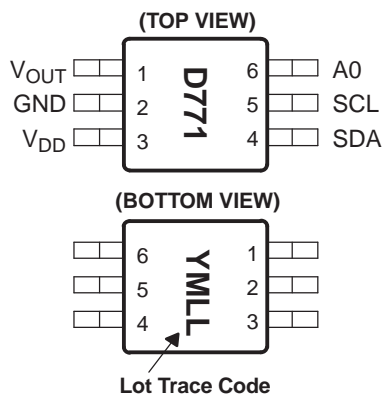 (TOP VIEW)
VOUT 1 D771 6 A0
GND 2 5 SCL
VDD 3 4 SDA
(BOTTOM VIEW)
6 YMLL 1
5 2
4 3
Lot Trace Code